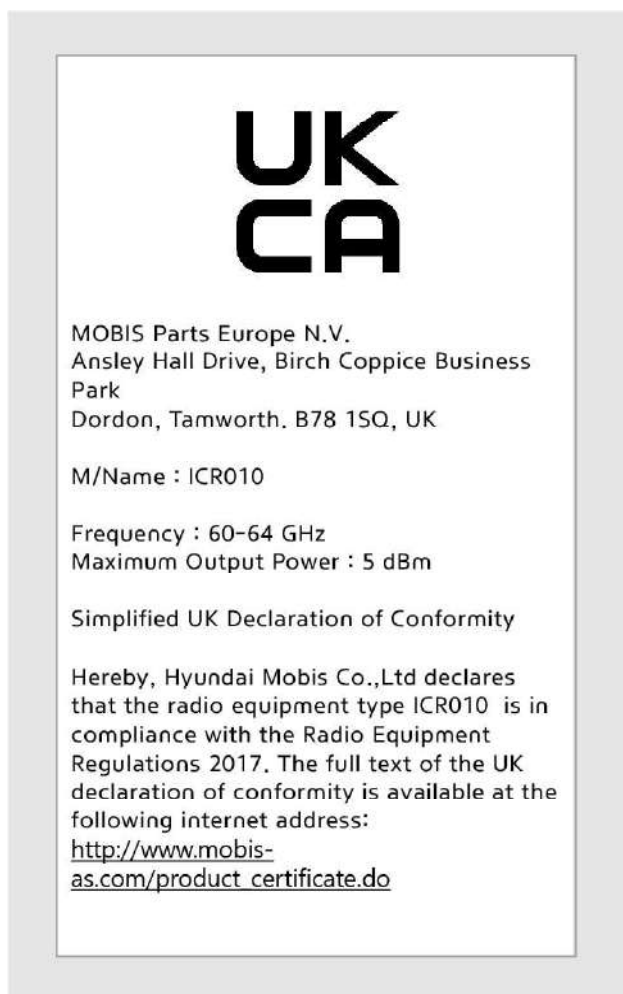 UK
CA
MOBIS Parts Europe N.V.
Ansley Hall Drive, Birch Coppice Business
Park
Dordon, Tamworth. B78 1SQ, UK
M/Name : ICR010
Frequency : 60-64 GHz
Maximum Output Power : 5 dBm
Simplified UK Declaration of Conformity
Hereby, Hyundai Mobis Co.,Ltd declares
that the radio equipment type ICR010 is in
compliance with the Radio Equipment
Regulations 2017. The full text of the UK
declaration of conformity is available at the
following internet address:
http://www.mobis-
as.com/product_certificate.do